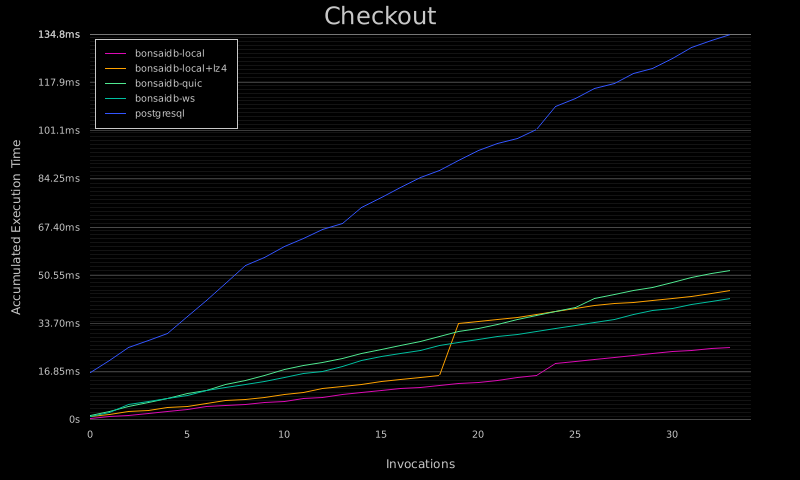 Checkout
134.8ms
117.9ms
101.1ms
84.25ms
67.40ms
50.55ms
33.70ms
16.85ms
0s
bonsaidb-local
bonsaidb-local+lz4
bonsaidb-quic
bonsaidb-ws
postgresql
Accumulated Execution Time
0 5 10 15 20 25 30
Invocations